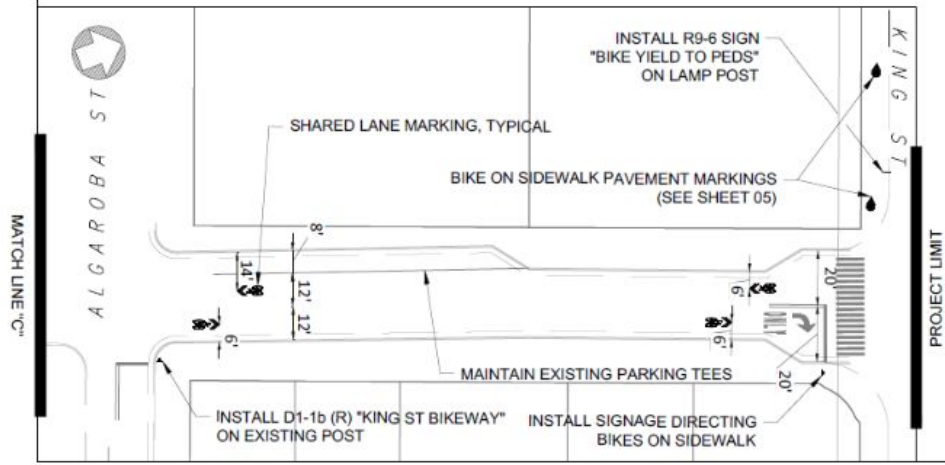 INSTALL R9-6 SIGN
"BIKE YIELD TO PEDS"
ON LAMP POST
KING ST
SHARED LANE MARKING, TYPICAL
BIKE ON SIDEWALK PAVEMENT MARKINGS
(SEE SHEET 05)
ALGAROBA ST
MATCH LINE "C"
PROJECT LIMIT
8'
14'
12'
12'
6'
6'
6'
20'
20'
ONLY
MAINTAIN EXISTING PARKING TEES
INSTALL D1-1b (R) "KING ST BIKEWAY"
ON EXISTING POST
INSTALL SIGNAGE DIRECTING
BIKES ON SIDEWALK